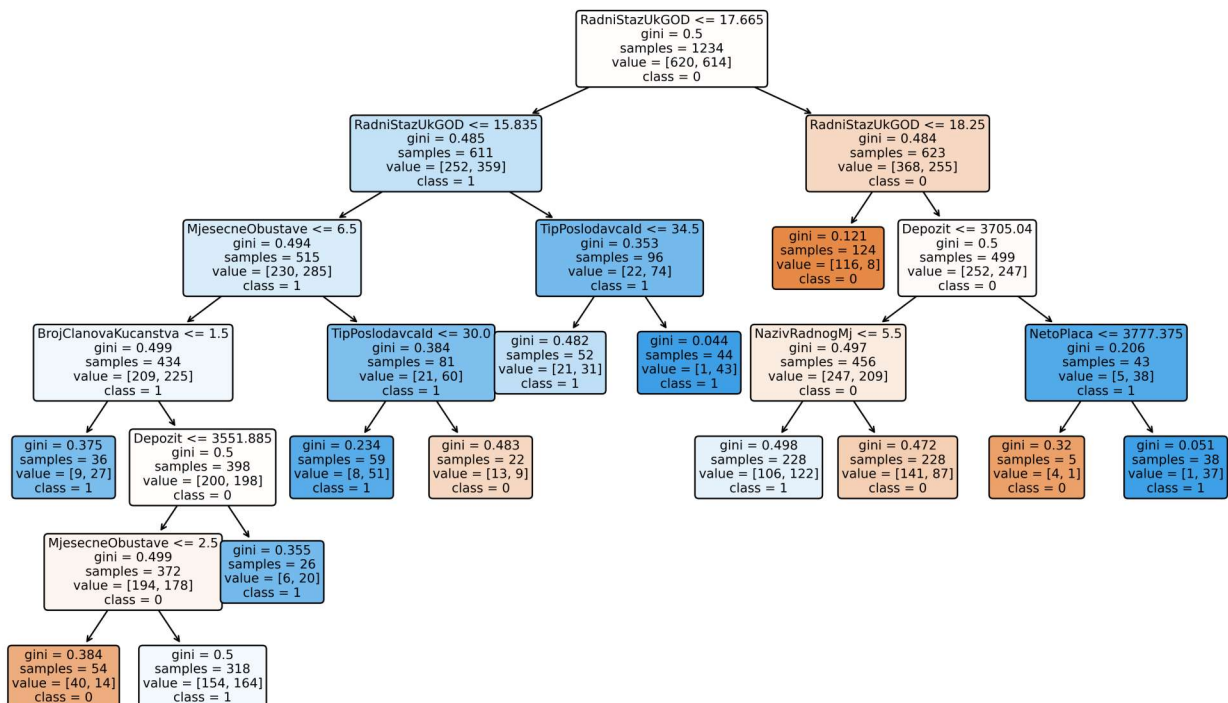 RadniStazUkGOD <= 17.665
gini = 0.5
samples = 1234
value = [620, 614]
class = 0
RadniStazUkGOD <= 15.835
gini = 0.485
samples = 611
value = [252, 359]
class = 1
RadniStazUkGOD <= 18.25
gini = 0.484
samples = 623
value = [368, 255]
class = 0
MjesecneObustave <= 6.5
gini = 0.494
samples = 515
value = [230, 285]
class = 1
TipPoslodavcaId <= 34.5
gini = 0.353
samples = 96
value = [22, 74]
class = 1
gini = 0.121
samples = 124
value = [116, 8]
class = 0
Depozit <= 3705.04
gini = 0.5
samples = 499
value = [252, 247]
class = 0
BrojClanovaKucanstva <= 1.5
gini = 0.499
samples = 434
value = [209, 225]
class = 1
TipPoslodavcaId <= 30.0
gini = 0.384
samples = 81
value = [21, 60]
class = 1
gini = 0.482
samples = 52
value = [21, 31]
class = 1
gini = 0.044
samples = 44
value = [1, 43]
class = 1
NazivRadnogMj <= 5.5
gini = 0.497
samples = 456
value = [247, 209]
class = 0
NetoPlaca <= 3777.375
gini = 0.206
samples = 43
value = [5, 38]
class = 1
gini = 0.375
samples = 36
value = [9, 27]
class = 1
Depozit <= 3551.885
gini = 0.5
samples = 398
value = [200, 198]
class = 0
gini = 0.234
samples = 59
value = [8, 51]
class = 1
gini = 0.483
samples = 22
value = [13, 9]
class = 0
gini = 0.498
samples = 228
value = [106, 122]
class = 1
gini = 0.472
samples = 228
value = [141, 87]
class = 0
gini = 0.32
samples = 5
value = [4, 1]
class = 0
gini = 0.051
samples = 38
value = [1, 37]
class = 1
MjesecneObustave <= 2.5
gini = 0.499
samples = 372
value = [194, 178]
class = 0
gini = 0.355
samples = 26
value = [6, 20]
class = 1
gini = 0.384
samples = 54
value = [40, 14]
class = 0
gini = 0.5
samples = 318
value = [154, 164]
class = 1